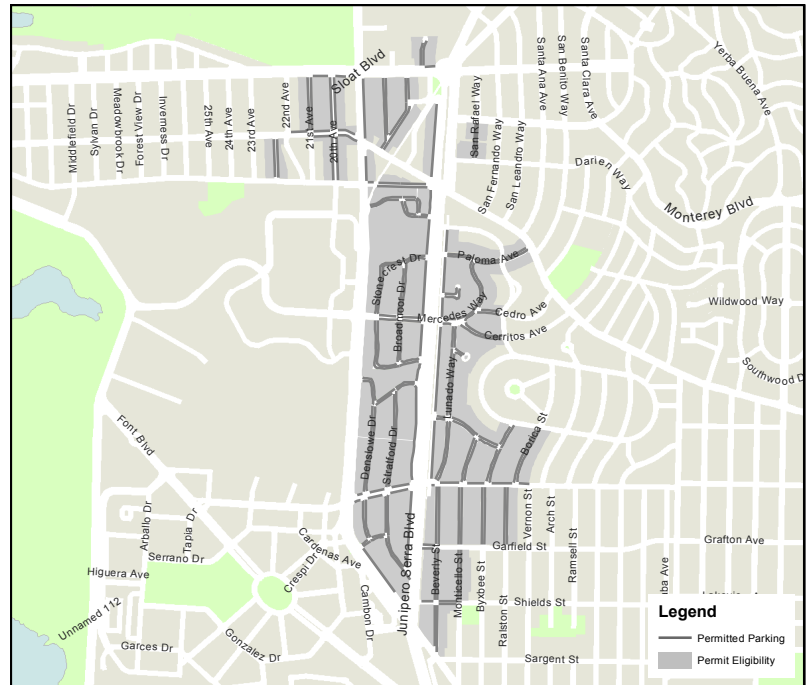 Sloat Blvd
Santa Ana Ave
San Benito Way
Santa Clara Ave
Yerba Buena Ave
Middlefield Dr
Sylvan Dr
Meadowbrook Dr
Forest View Dr
Inverness Dr
25th Ave
24th Ave
23rd Ave
22nd Ave
21st Ave
20th Ave
San Rafael Way
San Fernando Way
San Leandro Way
Darien Way
Monterey Blvd
Stonecrest Dr
Broadmoor Dr
Paloma Ave
Mercedes Way
Cedro Ave
Cerritos Ave
Wildwood Way
Southwood D
Lunado Way
Borica St
Denslowe Dr
Stratford Dr
Font Blvd
Junipero Serra Blvd
Vernon St
Arch St
Ramsell St
Garfield St
Grafton Ave
Arballo Dr
Tapia Dr
Serrano Dr
Higuera Ave
Cardenas Ave
Crespi Dr
Cambon Dr
Beverly St
Monticello St
Byxbee St
Ralston St
Shields St
Unnamed 112
Garces Dr
Gonzalez Dr
Sargent St
Legend
Permitted Parking
Permit Eligibility